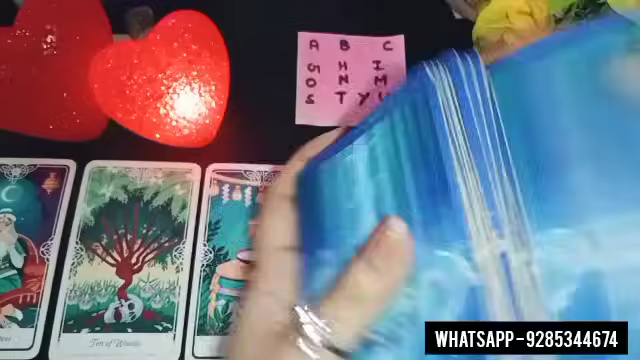 A B C
G H I
O N M
S T Y U
Ten of Wands
WHATSAPP-9285344674